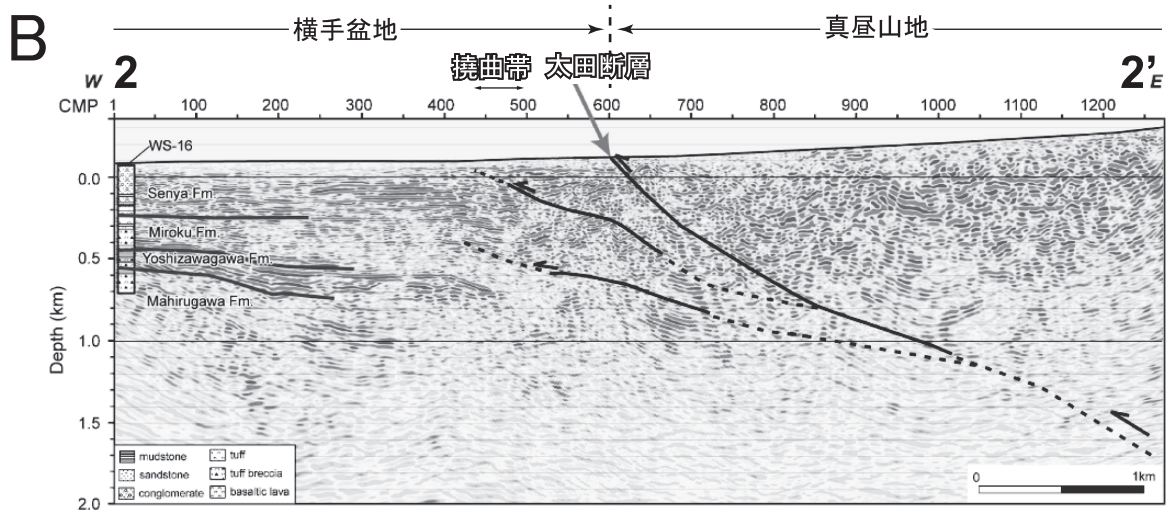 B
横手盆地
真昼山地
W 2
撓曲帯 太田断層
2’ E
CMP 1 100 200 300 400 500 600 700 800 900 1000 1100 1200
WS-16
0.0
Senya Fm.
Miroku Fm.
0.5
Yoshizawagawa Fm.
Mahirugawa Fm.
Depth (km)
1.0
1.5
2.0
mudstone
sandstone
conglomerate
tuff
tuff breccia
basaltic lava
0 1km